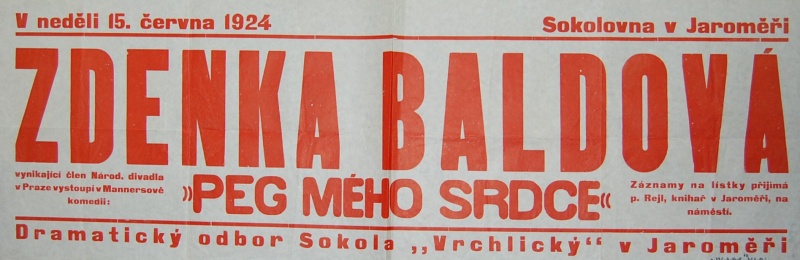 V neděli 15. června 1924
Sokolovna v Jaroměři
ZDENKA BALDOVÁ
vynikající člen Národ. divadla
v Praze vystoupí v Mannersově
komedii:
„PEG MÉHO SRDCE“
Záznamy na lístky přijímá
p. Rejl, knihař v Jaroměři, na
náměstí.
Dramatický odbor Sokola „Vrchlický“ v Jaroměři